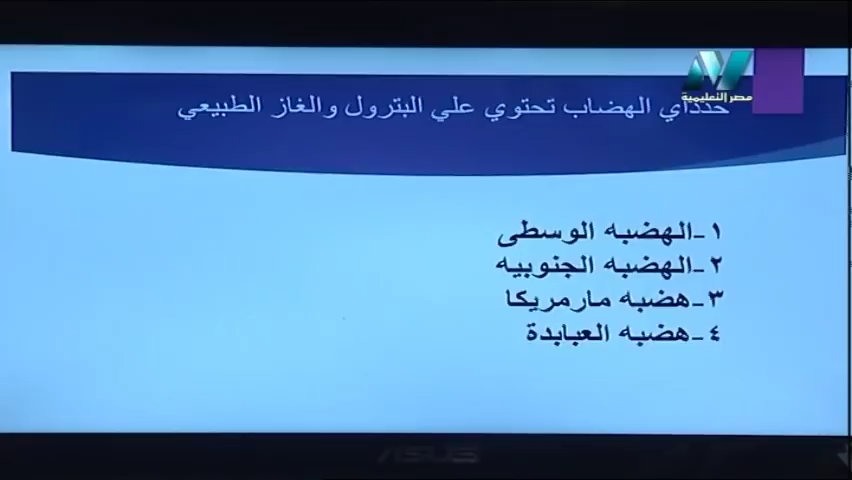 مصر التعليمية
حدداي الهضاب تحتوي علي البترول والغاز الطبيعي
١-الهضبه الوسطى
٢-الهضبه الجنوبيه
٣-هضبه مارمريكا
٤-هضبه العبابدة
ASUS